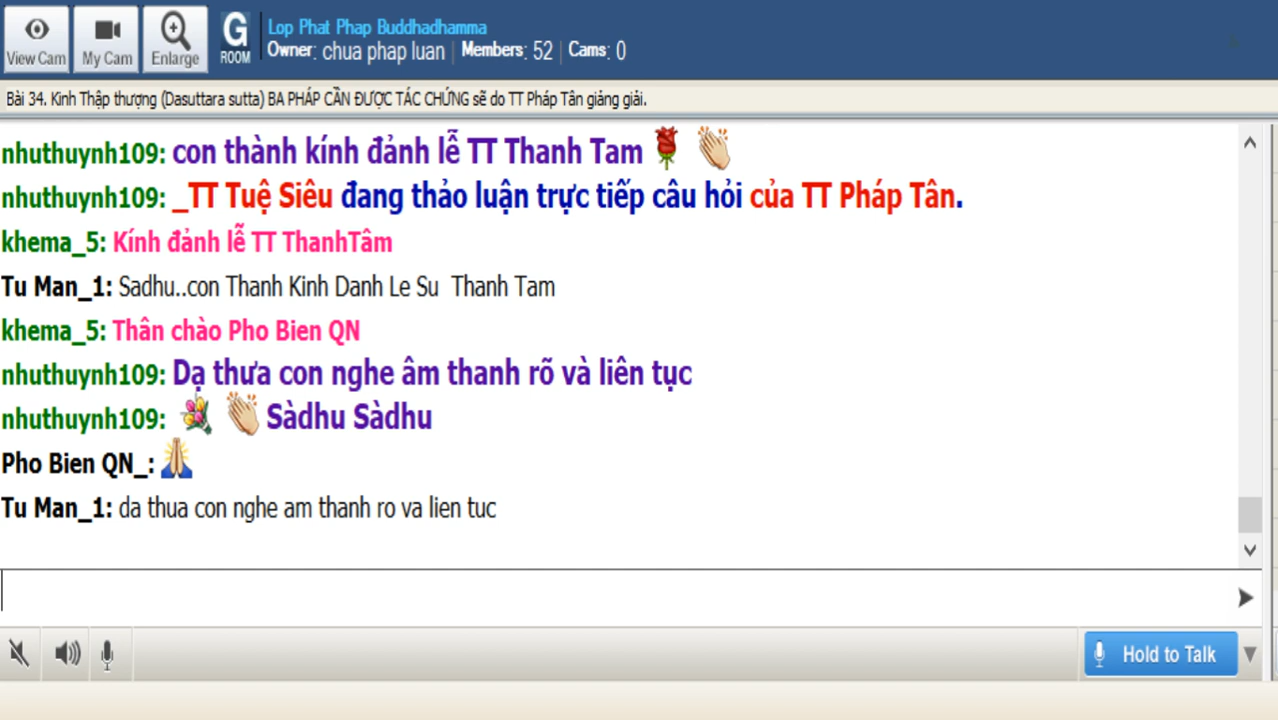 View Cam
My Cam
Enlarge
G
ROOM
Lop Phat Phap Buddhadhamma
Owner: chua phap luan | Members: 52 | Cams: 0
Bài 34. Kinh Thập thượng (Dasuttara sutta) BA PHÁP CẦN ĐƯỢC TÁC CHỨNG sẽ do TT Pháp Tân giảng giải.
nhuthuynh109: con thành kính đảnh lễ TT Thanh Tam
nhuthuynh109: _TT Tuệ Siêu đang thảo luận trực tiếp câu hỏi của TT Pháp Tân.
khema_5: Kính đảnh lễ TT ThanhTâm
Tu Man_1: Sadhu..con Thanh Kinh Danh Le Su Thanh Tam
khema_5: Thân chào Pho Bien QN
nhuthuynh109: Dạ thưa con nghe âm thanh rõ và liên tục
nhuthuynh109: Sàdhu Sàdhu
Pho Bien QN_:
Tu Man_1: da thua con nghe am thanh ro va lien tuc
Hold to Talk